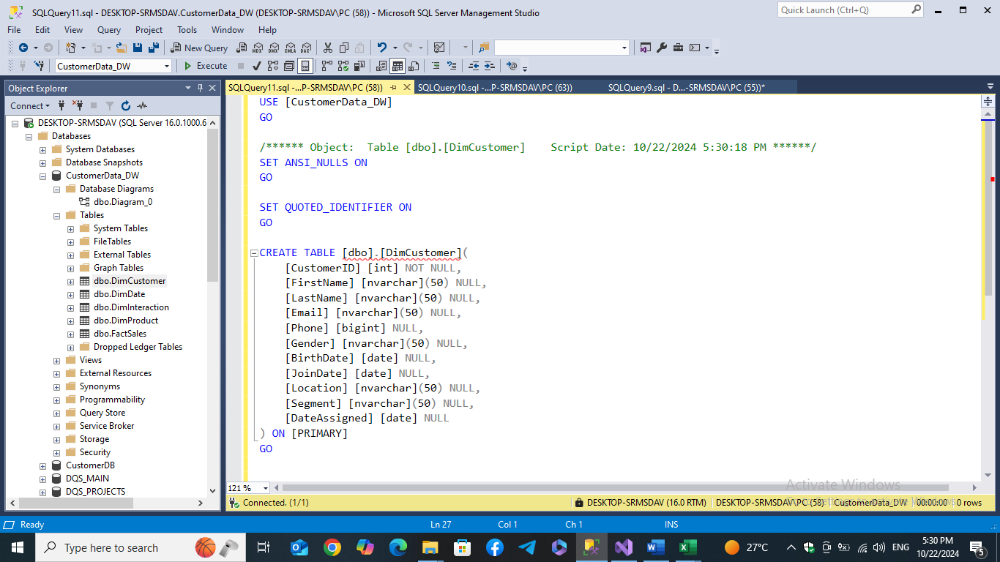 SQLQuery11.sql - DESKTOP-SRMSDAV.CustomerData_DW (DESKTOP-SRMSDAV\PC (58)) - Microsoft SQL Server Management Studio
Quick Launch (Ctrl+Q)
File Edit View Query Project Tools Window Help
New Query
MDX DMX XMLA DAX
CustomerData_DW
Execute
Object Explorer
Connect
DESKTOP-SRMSDAV (SQL Server 16.0.1000.6
Databases
System Databases
Database Snapshots
CustomerData_DW
Database Diagrams
dbo.Diagram_0
Tables
System Tables
FileTables
External Tables
Graph Tables
dbo.DimCustomer
dbo.DimDate
dbo.DimInteraction
dbo.DimProduct
dbo.FactSales
Dropped Ledger Tables
Views
External Resources
Synonyms
Programmability
Query Store
Service Broker
Storage
Security
CustomerDB
DQS_MAIN
DQS_PROJECTS
SQLQuery11.sql -...P-SRMSDAV\PC (58)) SQLQuery10.sql -...P-SRMSDAV\PC (63)) SQLQuery9.sql - D...-SRMSDAV\PC (55))*
USE [CustomerData_DW]
GO
/****** Object:  Table [dbo].[DimCustomer]    Script Date: 10/22/2024 5:30:18 PM ******/
SET ANSI_NULLS ON
GO
SET QUOTED_IDENTIFIER ON
GO
CREATE TABLE [dbo].[DimCustomer](
[CustomerID] [int] NOT NULL,
[FirstName] [nvarchar](50) NULL,
[LastName] [nvarchar](50) NULL,
[Email] [nvarchar](50) NULL,
[Phone] [bigint] NULL,
[Gender] [nvarchar](50) NULL,
[BirthDate] [date] NULL,
[JoinDate] [date] NULL,
[Location] [nvarchar](50) NULL,
[Segment] [nvarchar](50) NULL,
[DateAssigned] [date] NULL
) ON [PRIMARY]
GO
121 %
Activate Windows
Connected. (1/1) DESKTOP-SRMSDAV (16.0 RTM) DESKTOP-SRMSDAV\PC (58) CustomerData_DW 00:00:00 0 rows
Ready Ln 27 Col 1 Ch 1 INS
Type here to search 27°C ENG 5:30 PM
10/22/2024 5